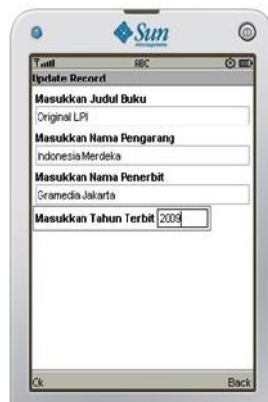 Sun
microsystems
ABC
Update Record
Masukkan Judul Buku
Original LPI
Masukkan Nama Pengarang
Indonesia Merdeka
Masukkan Nama Penerbit
Gramedia Jakarta
Masukkan Tahun Terbit 2009
Ok Back